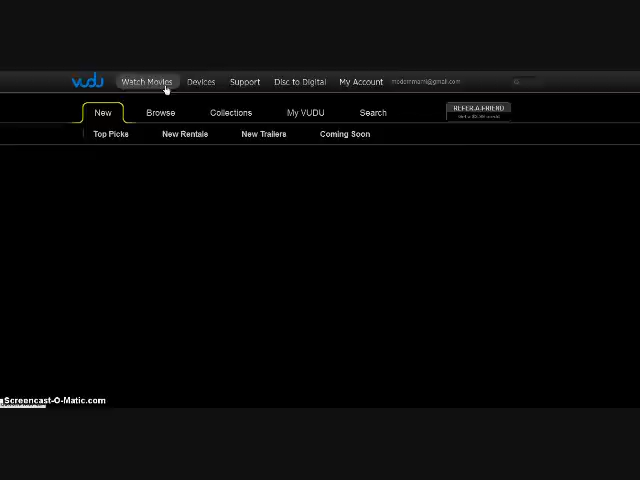 vudu Watch Movies Devices Support Disc to Digital My Account
New Browse Collections My VUDU Search REFER-A-FRIEND
Top Picks New Rentals New Trailers Coming Soon
Screencast-O-Matic.com